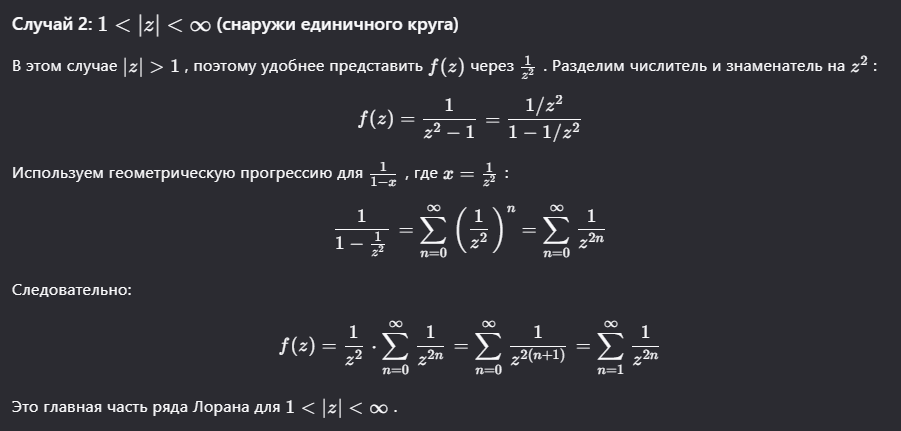 Случай 2: 1 < |z| < ∞ (снаружи единичного круга)
В этом случае |z| > 1 , поэтому удобнее представить f(z) через \frac{1}{z^2} . Разделим числитель и знаменатель на z^2 :
f(z) = \frac{1}{z^2 - 1} = \frac{1/z^2}{1 - 1/z^2}
Используем геометрическую прогрессию для \frac{1}{1-x} , где x = \frac{1}{z^2} :
\frac{1}{1 - \frac{1}{z^2}} = \sum_{n=0}^{\infty} \left( \frac{1}{z^2} \right)^n = \sum_{n=0}^{\infty} \frac{1}{z^{2n}}
Следовательно:
f(z) = \frac{1}{z^2} \cdot \sum_{n=0}^{\infty} \frac{1}{z^{2n}} = \sum_{n=0}^{\infty} \frac{1}{z^{2(n+1)}} = \sum_{n=1}^{\infty} \frac{1}{z^{2n}}
Это главная часть ряда Лорана для 1 < |z| < ∞ .